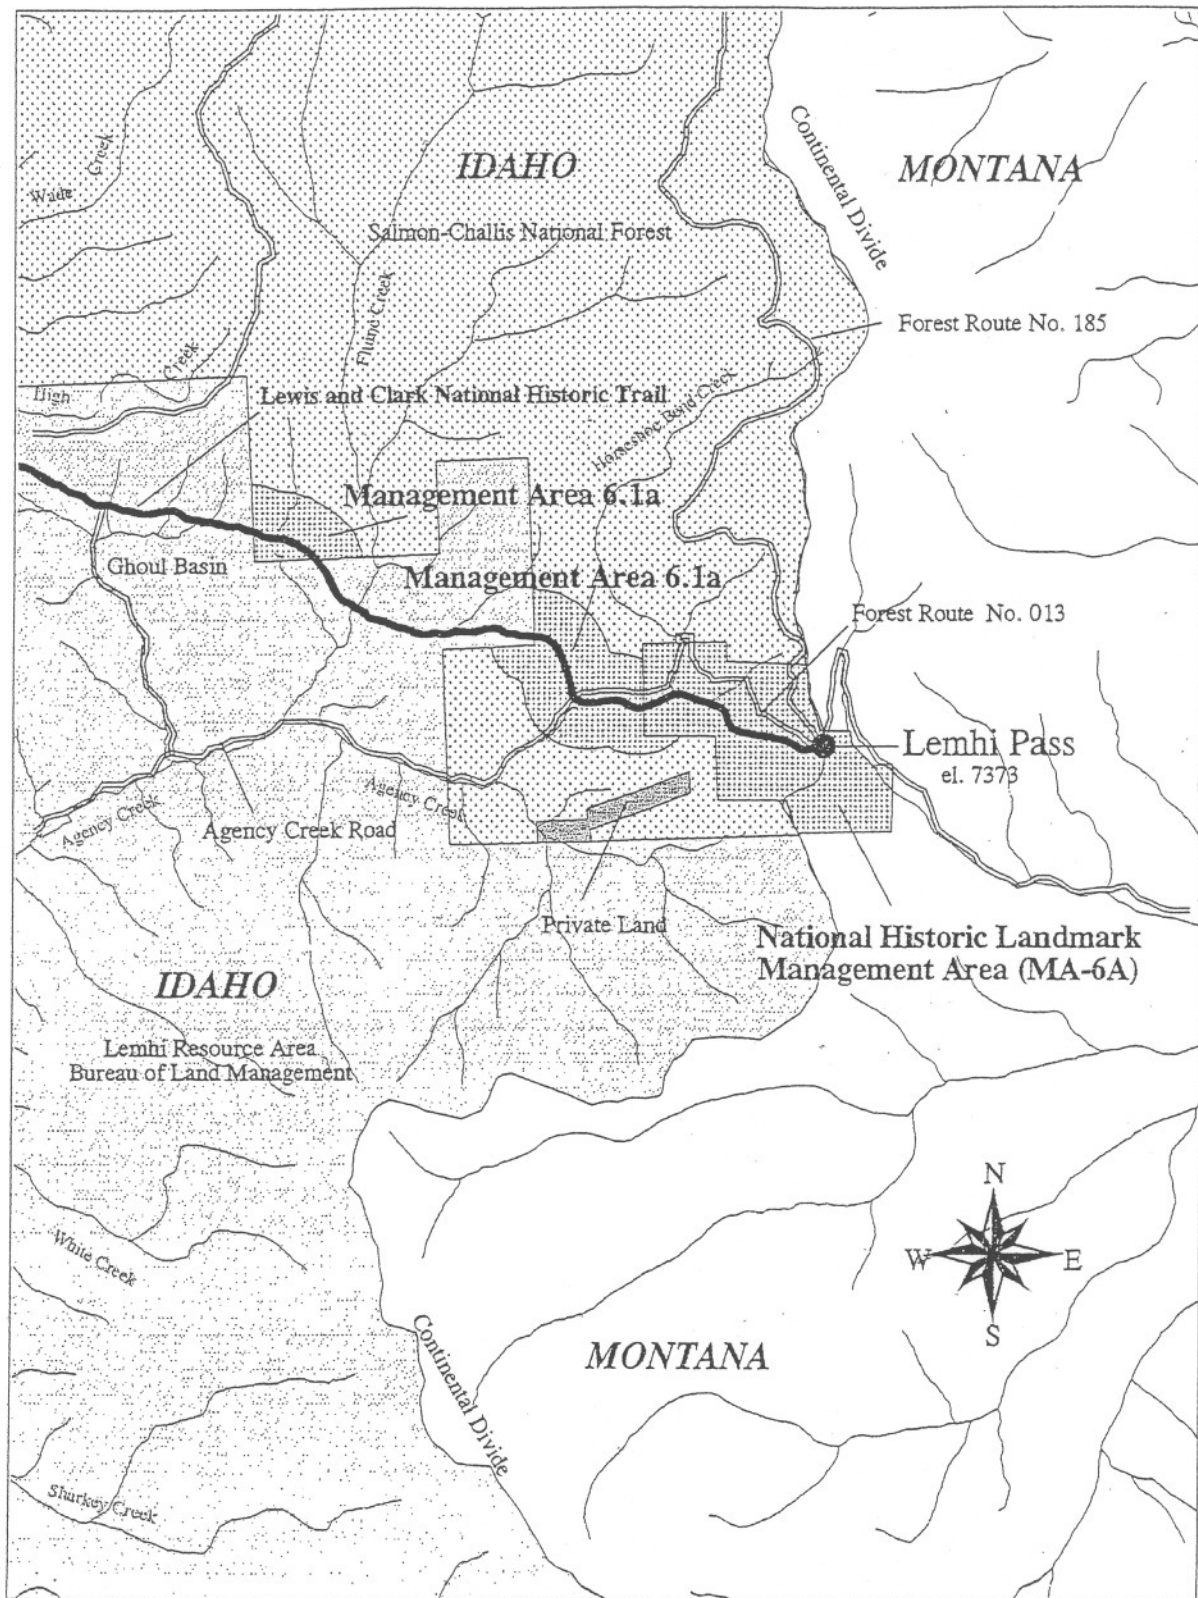 IDAHO
MONTANA
Continental Divide
Wade Creek
Salmon-Challis National Forest
Flume Creek
Forest Route No. 185
High Creek
Lewis and Clark National Historic Trail
Horseshoe Bend Creek
Management Area 6.1a
Ghoul Basin
Management Area 6.1a
Forest Route No. 013
Lemhi Pass
el. 7373
Agency Creek
Agency Creek
Agency Creek Road
Private Land
National Historic Landmark
Management Area (MA-6A)
IDAHO
Lemhi Resource Area
Bureau of Land Management
N
W
E
S
White Creek
MONTANA
Continental Divide
Sharkey Creek